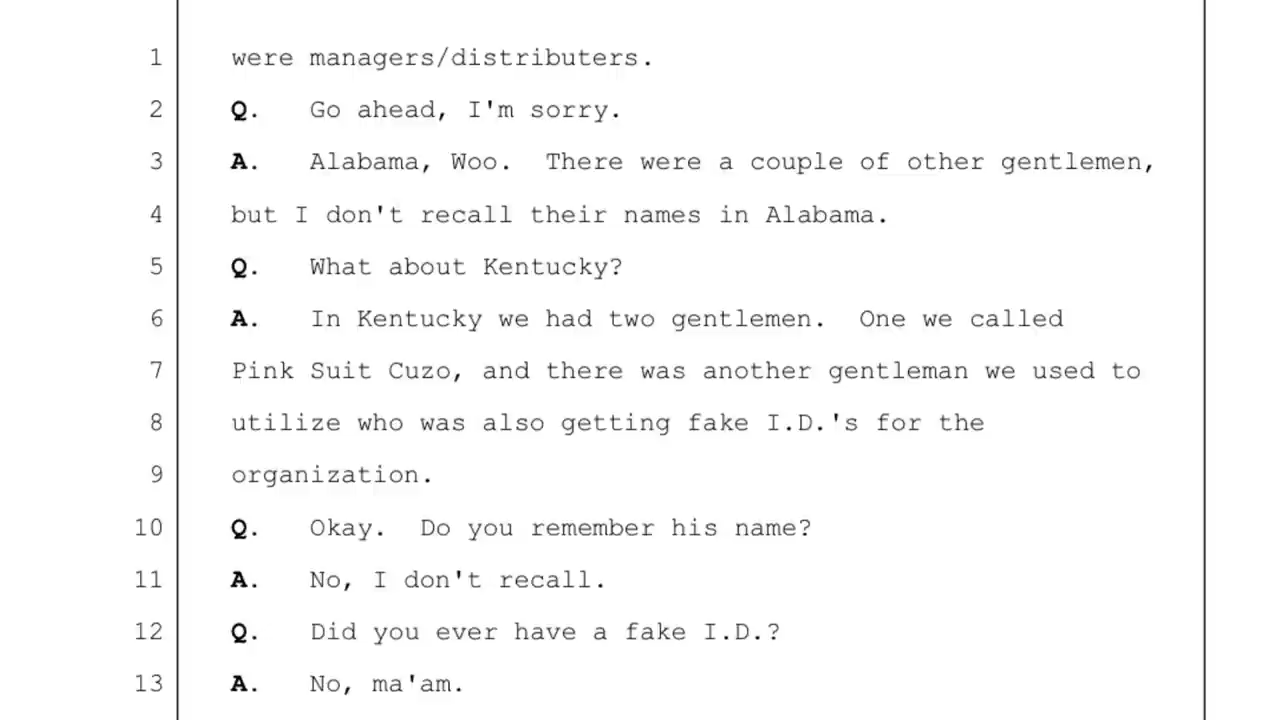 1 were managers/distributers.
2 Q. Go ahead, I'm sorry.
3 A. Alabama, Woo. There were a couple of other gentlemen,
4 but I don't recall their names in Alabama.
5 Q. What about Kentucky?
6 A. In Kentucky we had two gentlemen. One we called
7 Pink Suit Cuzo, and there was another gentleman we used to
8 utilize who was also getting fake I.D.'s for the
9 organization.
10 Q. Okay. Do you remember his name?
11 A. No, I don't recall.
12 Q. Did you ever have a fake I.D.?
13 A. No, ma'am.